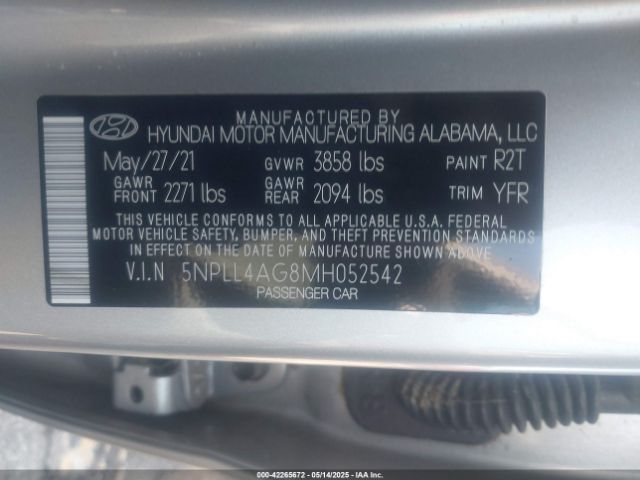 MANUFACTURED BY
HYUNDAI MOTOR MANUFACTURING ALABAMA, LLC
May/27/21 GVWR 3858 lbs PAINT R2T
GAWR FRONT 2271 lbs GAWR REAR 2094 lbs TRIM YFR
THIS VEHICLE CONFORMS TO ALL APPLICABLE U.S.A. FEDERAL
MOTOR VEHICLE SAFETY, BUMPER, AND THEFT PREVENTION STANDARDS
IN EFFECT ON THE DATE OF MANUFACTURE SHOWN ABOVE.
V.I.N 5NPLL4AG8MH052542
PASSENGER CAR
000-42265672 - 05/14/2025 - ALLOWED.COPART.USE